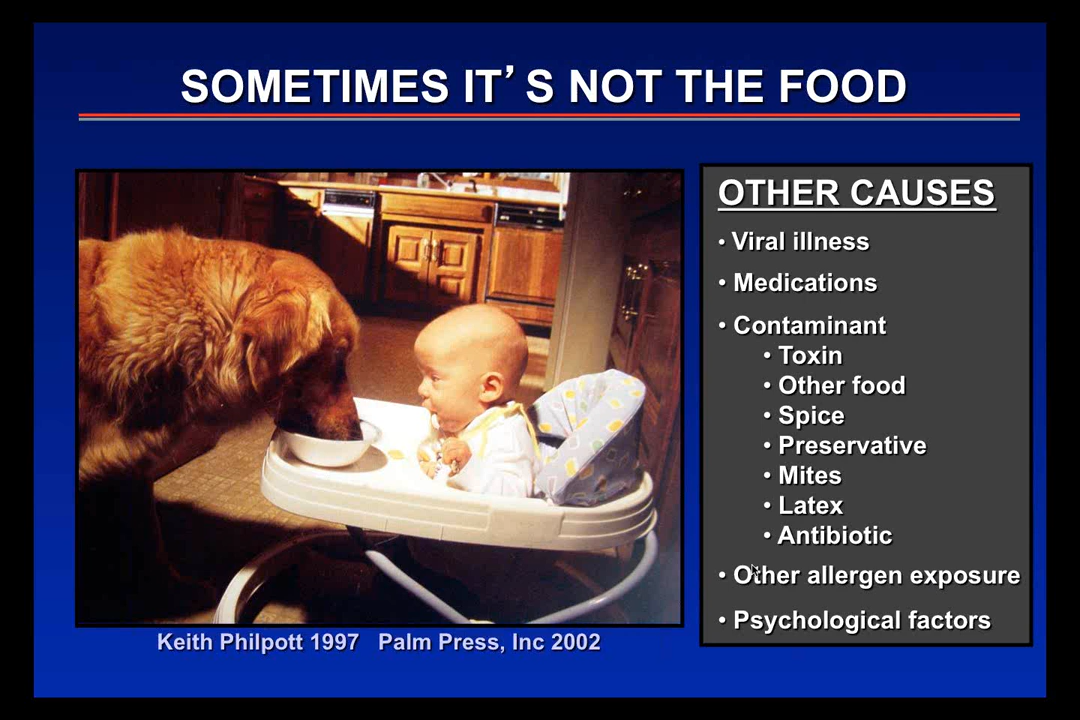 SOMETIMES IT’S NOT THE FOOD
OTHER CAUSES
• Viral illness
• Medications
• Contaminant
• Toxin
• Other food
• Spice
• Preservative
• Mites
• Latex
• Antibiotic
• Other allergen exposure
• Psychological factors
Keith Philpott 1997 Palm Press, Inc 2002